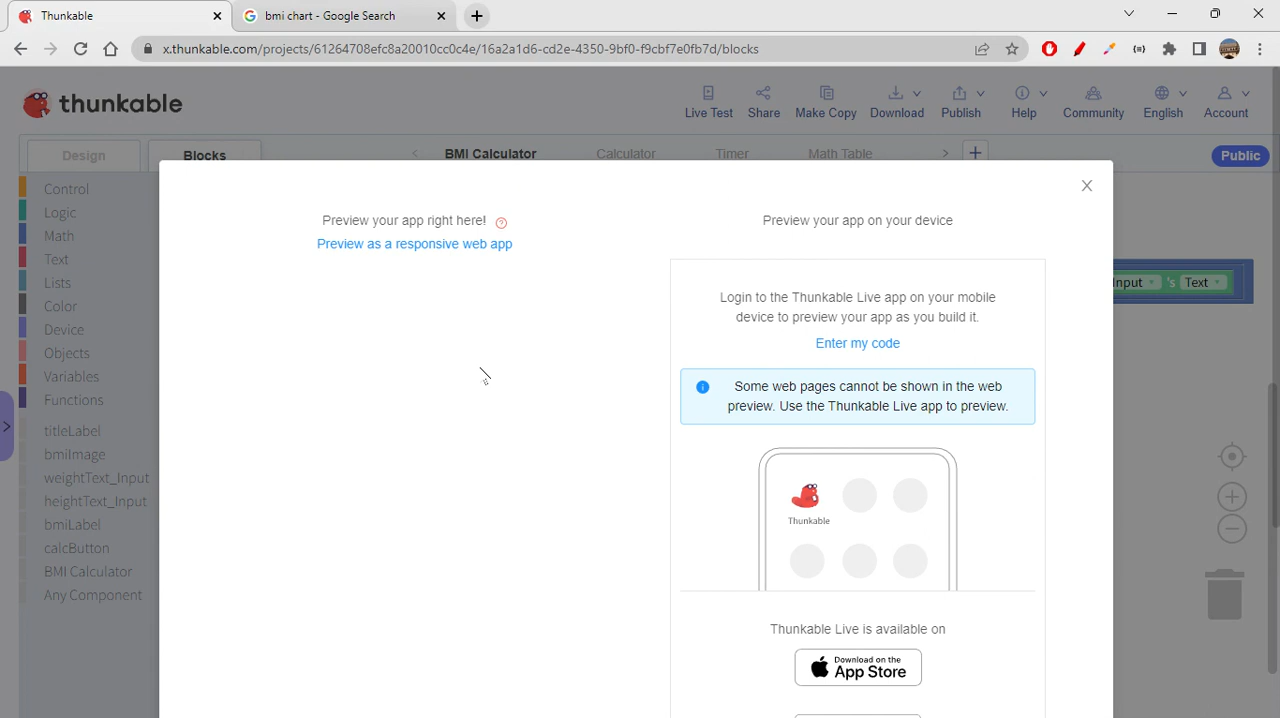 Thunkable
bmi chart - Google Search
x.thunkable.com/projects/61264708efc8a20010cc0c4e/16a2a1d6-cd2e-4350-9bf0-f9cbf7e0fb7d/blocks
thunkable
Live Test
Share
Make Copy
Download
Publish
Help
Community
English
Account
Design
Blocks
BMI Calculator
Calculator
Timer
Math Table
Public
Control
Logic
Math
Text
Lists
Color
Device
Objects
Variables
Functions
titleLabel
bmiImage
weightText_Input
heightText_Input
bmiLabel
calcButton
BMI Calculator
Any Component
Preview your app right here!
Preview as a responsive web app
Preview your app on your device
Login to the Thunkable Live app on your mobile
device to preview your app as you build it.
Enter my code
Some web pages cannot be shown in the web
preview. Use the Thunkable Live app to preview.
Thunkable
Thunkable Live is available on
Download on the
App Store
Input 's Text